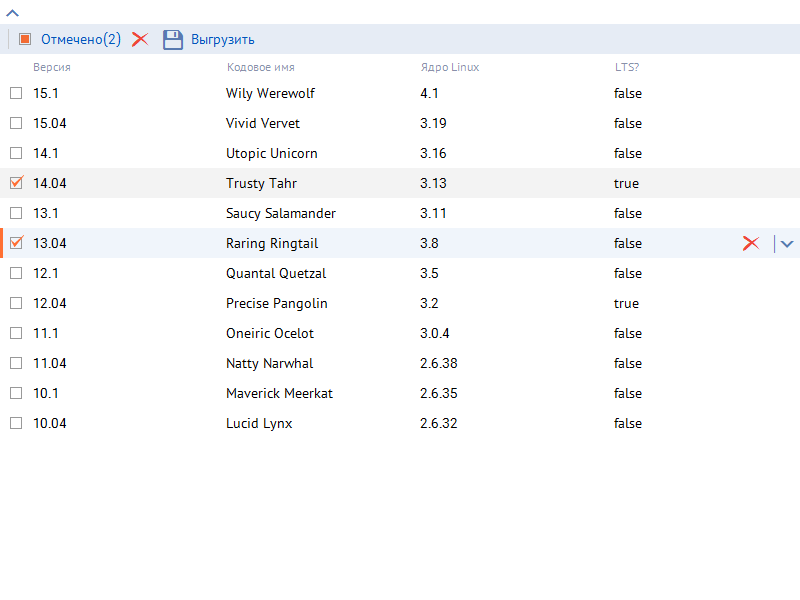 Отмечено(2) Выгрузить
Версия Кодовое имя Ядро Linux LTS?
15.1 Wily Werewolf 4.1 false
15.04 Vivid Vervet 3.19 false
14.1 Utopic Unicorn 3.16 false
14.04 Trusty Tahr 3.13 true
13.1 Saucy Salamander 3.11 false
13.04 Raring Ringtail 3.8 false
12.1 Quantal Quetzal 3.5 false
12.04 Precise Pangolin 3.2 true
11.1 Oneiric Ocelot 3.0.4 false
11.04 Natty Narwhal 2.6.38 false
10.1 Maverick Meerkat 2.6.35 false
10.04 Lucid Lynx 2.6.32 false